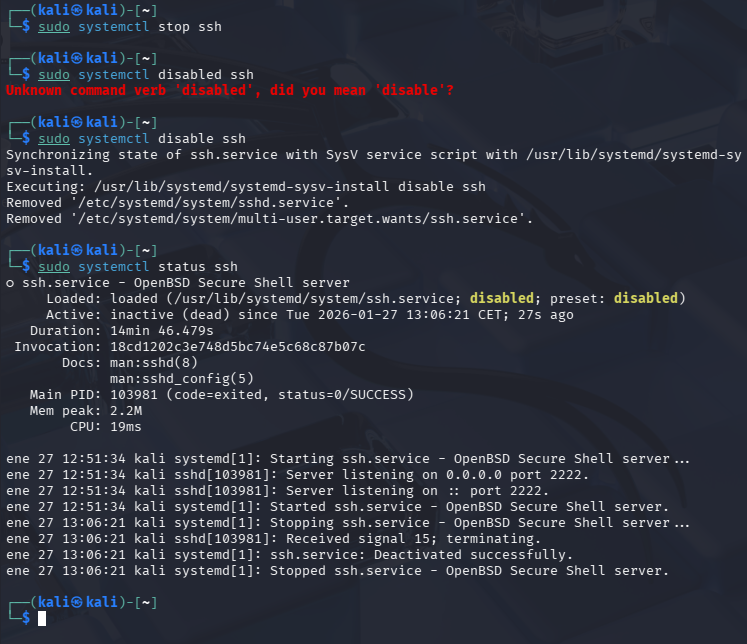 ┌──(kali㉿kali)-[~]
└─$ sudo systemctl stop ssh
┌──(kali㉿kali)-[~]
└─$ sudo systemctl disabled ssh
Unknown command verb 'disabled', did you mean 'disable'?
┌──(kali㉿kali)-[~]
└─$ sudo systemctl disable ssh
Synchronizing state of ssh.service with SysV service script with /usr/lib/systemd/systemd-sy
sv-install.
Executing: /usr/lib/systemd/systemd-sysv-install disable ssh
Removed '/etc/systemd/system/sshd.service'.
Removed '/etc/systemd/system/multi-user.target.wants/ssh.service'.
┌──(kali㉿kali)-[~]
└─$ sudo systemctl status ssh
○ ssh.service - OpenBSD Secure Shell server
Loaded: loaded (/usr/lib/systemd/system/ssh.service; disabled; preset: disabled)
Active: inactive (dead) since Tue 2026-01-27 13:06:21 CET; 27s ago
Duration: 14min 46.479s
Invocation: 18cd1202c3e748d5bc74e5c68c87b07c
Docs: man:sshd(8)
man:sshd_config(5)
Main PID: 103981 (code=exited, status=0/SUCCESS)
Mem peak: 2.2M
CPU: 19ms
ene 27 12:51:34 kali systemd[1]: Starting ssh.service - OpenBSD Secure Shell server...
ene 27 12:51:34 kali sshd[103981]: Server listening on 0.0.0.0 port 2222.
ene 27 12:51:34 kali sshd[103981]: Server listening on :: port 2222.
ene 27 12:51:34 kali systemd[1]: Started ssh.service - OpenBSD Secure Shell server.
ene 27 13:06:21 kali systemd[1]: Stopping ssh.service - OpenBSD Secure Shell server...
ene 27 13:06:21 kali sshd[103981]: Received signal 15; terminating.
ene 27 13:06:21 kali systemd[1]: ssh.service: Deactivated successfully.
ene 27 13:06:21 kali systemd[1]: Stopped ssh.service - OpenBSD Secure Shell server.
┌──(kali㉿kali)-[~]
└─$